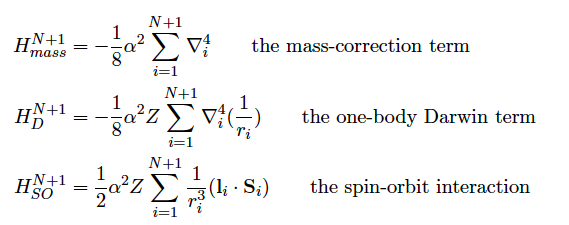 H_{mass}^{N+1} = -\frac{1}{8}\alpha^2 \sum_{i=1}^{N+1} \nabla_i^4 the mass-correction term
H_D^{N+1} = -\frac{1}{8}\alpha^2 Z \sum_{i=1}^{N+1} \nabla_i^4 (\frac{1}{r_i}) the one-body Darwin term
H_{SO}^{N+1} = \frac{1}{2}\alpha^2 Z \sum_{i=1}^{N+1} \frac{1}{r_i^3} (\mathbf{l}_i \cdot \mathbf{S}_i) the spin-orbit interaction